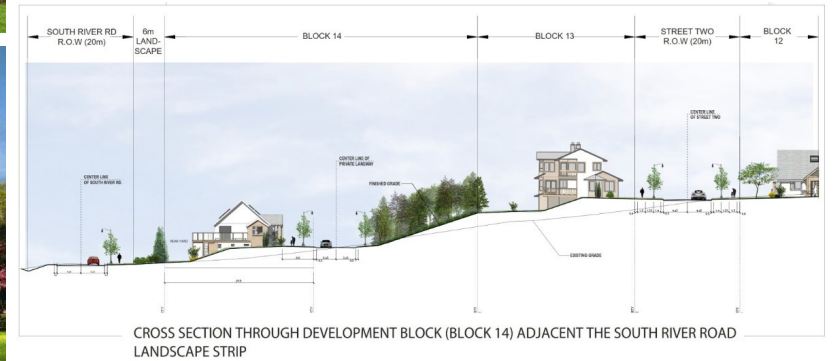 SOUTH RIVER RD
R.O.W (20m)
6m
LAND-
SCAPE
BLOCK 14
BLOCK 13
STREET TWO
R.O.W (20m)
BLOCK
12
CENTER LINE
OF STREET TWO
CENTER LINE OF
PRIVATE LANEWAY
CENTER LINE
OF SOUTH RIVER RD
FINISHED GRADE
REAR YARD
EXISTING GRADE
CROSS SECTION THROUGH DEVELOPMENT BLOCK (BLOCK 14) ADJACENT THE SOUTH RIVER ROAD
LANDSCAPE STRIP